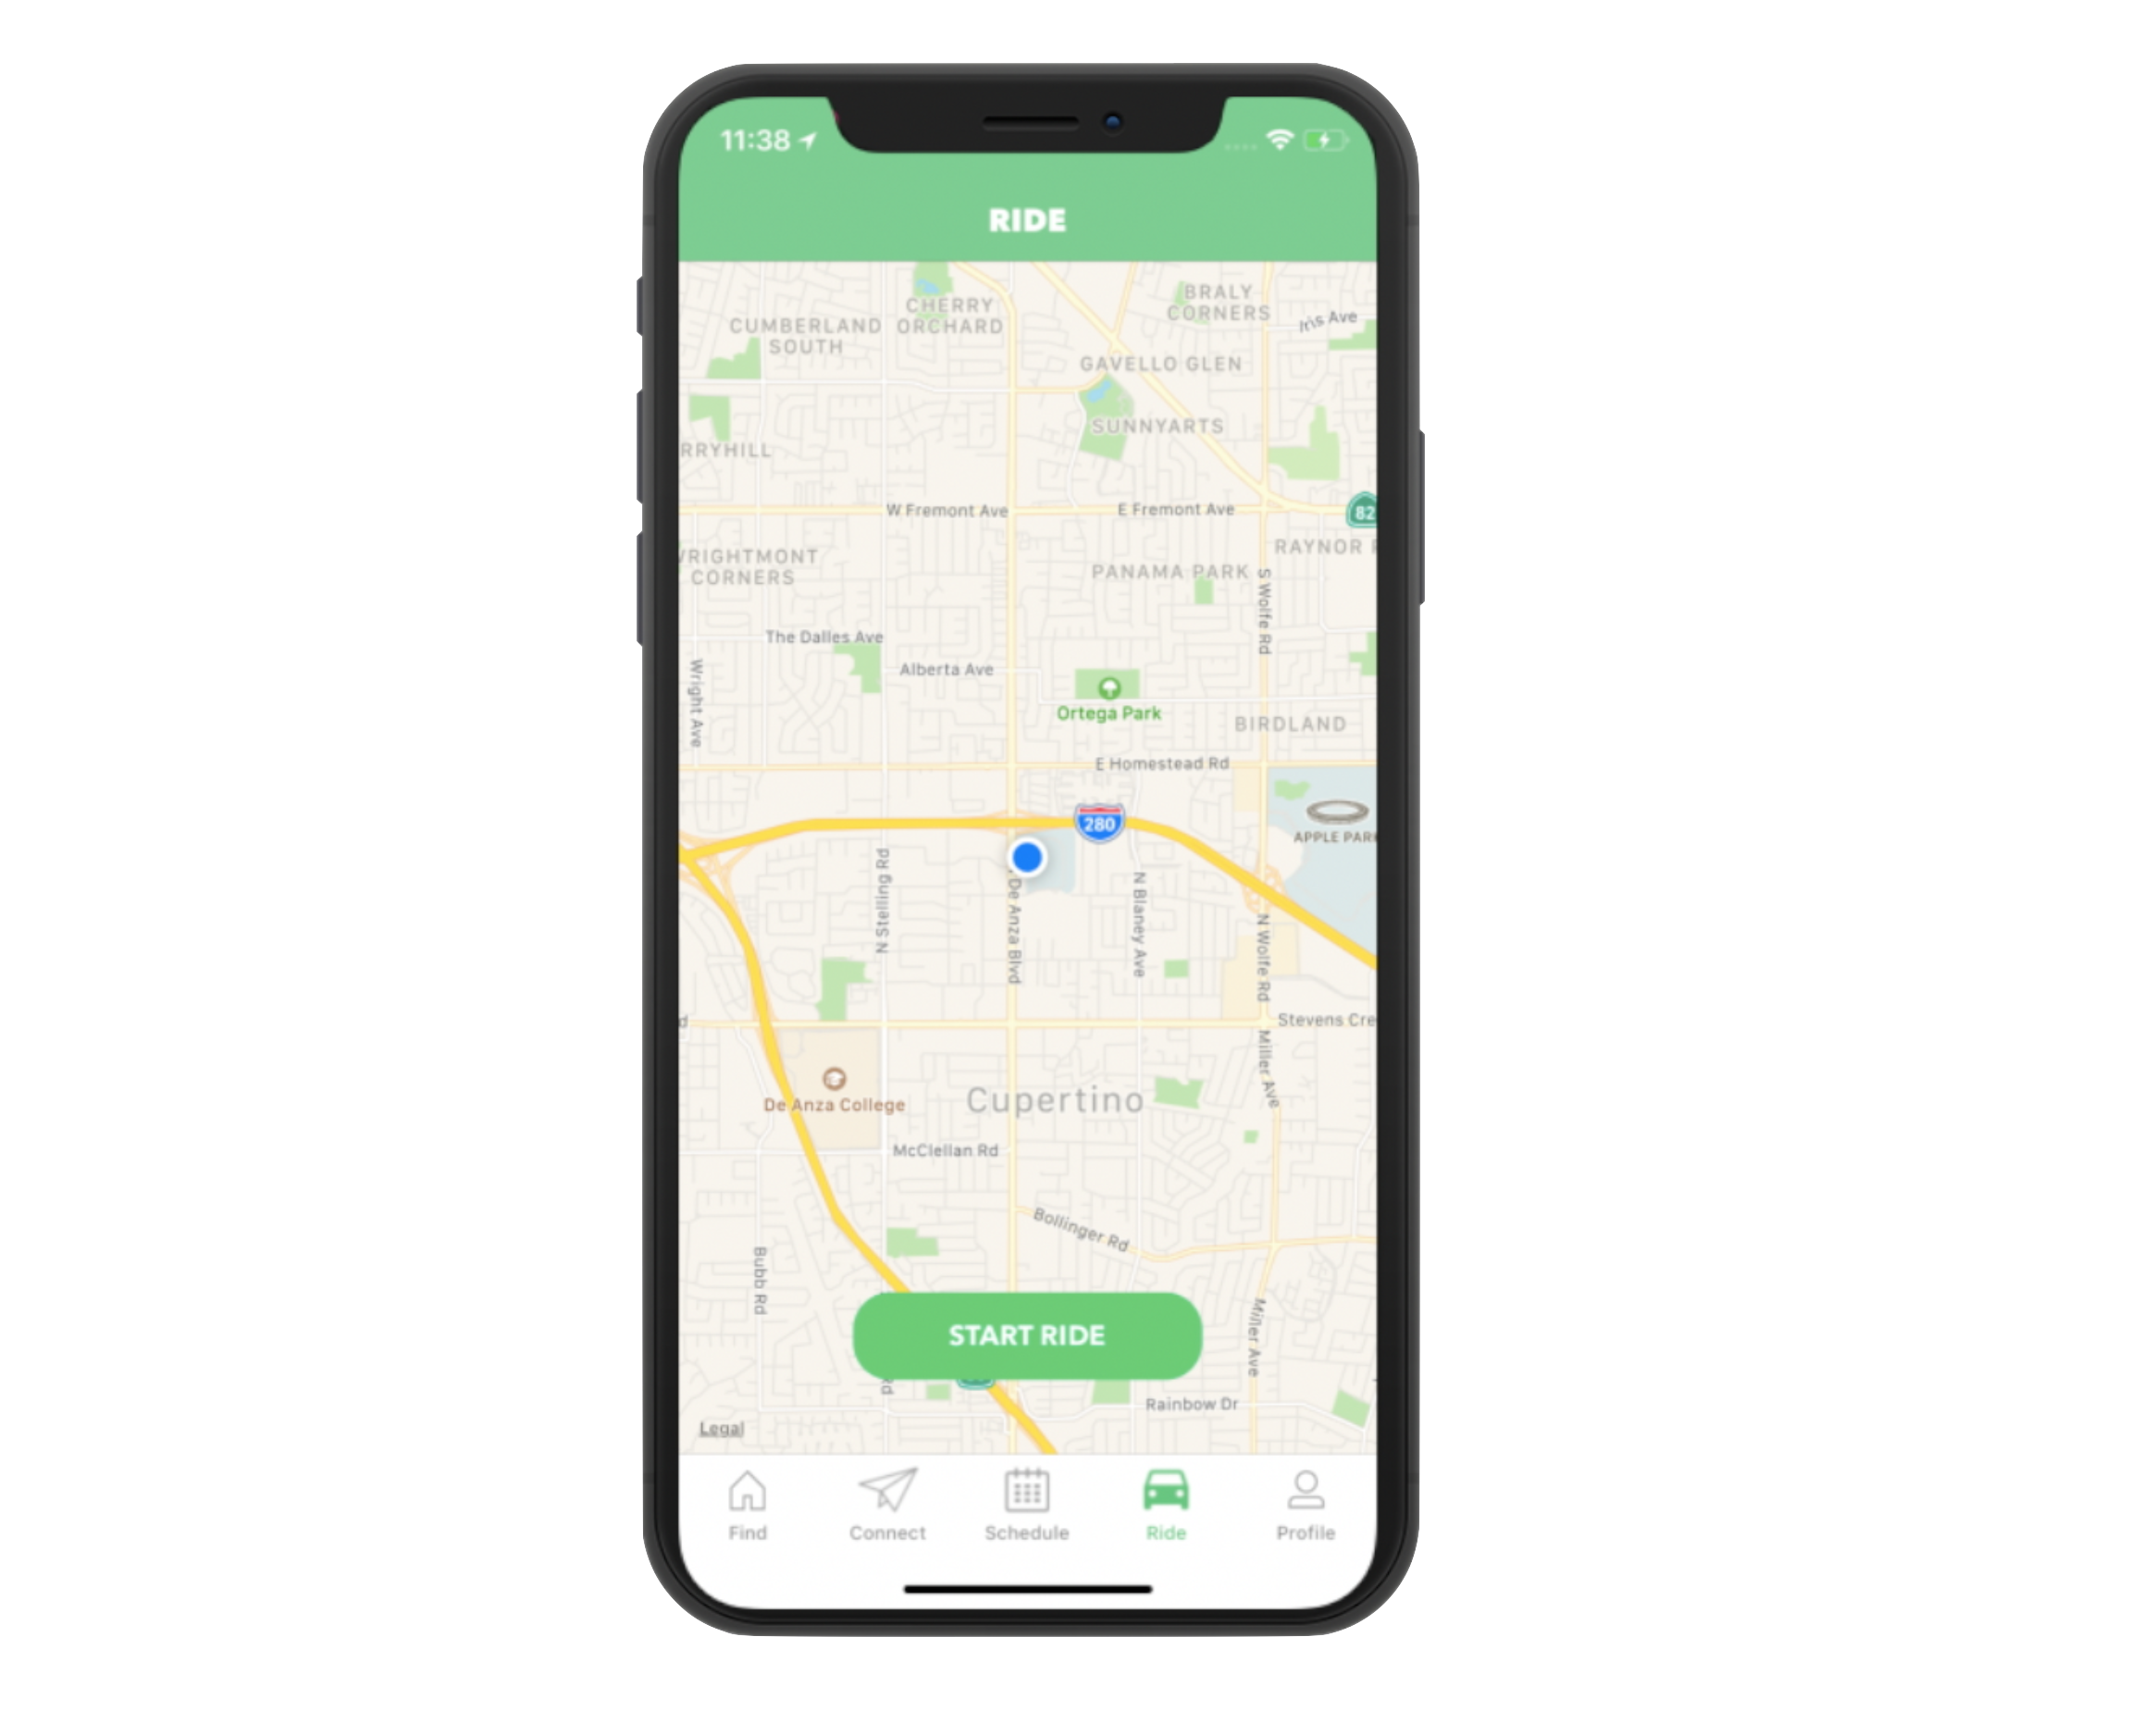 11:38
RIDE
CHERRY
ORCHARD
BRALY
CORNERS
Iris Ave
CUMBERLAND
SOUTH
GAVELLO GLEN
SUNNYARTS
RRYHILL
W Fremont Ave
E Fremont Ave
82
RAYNOR
WRIGHTMONT
CORNERS
PANAMA PARK
S Wolfe Rd
The Dalles Ave
Alberta Ave
Wright Ave
Ortega Park
BIRDLAND
E Homestead Rd
280
APPLE PARK
N Stelling Rd
De Anza Blvd
N Blaney Ave
N Wolfe Rd
d
Stevens Cre
Miller Ave
De Anza College
Cupertino
McClellan Rd
Bollinger Rd
Bubb Rd
Miller Ave
START RIDE
Rd
Rainbow Dr
Legal
Find
Connect
Schedule
Ride
Profile